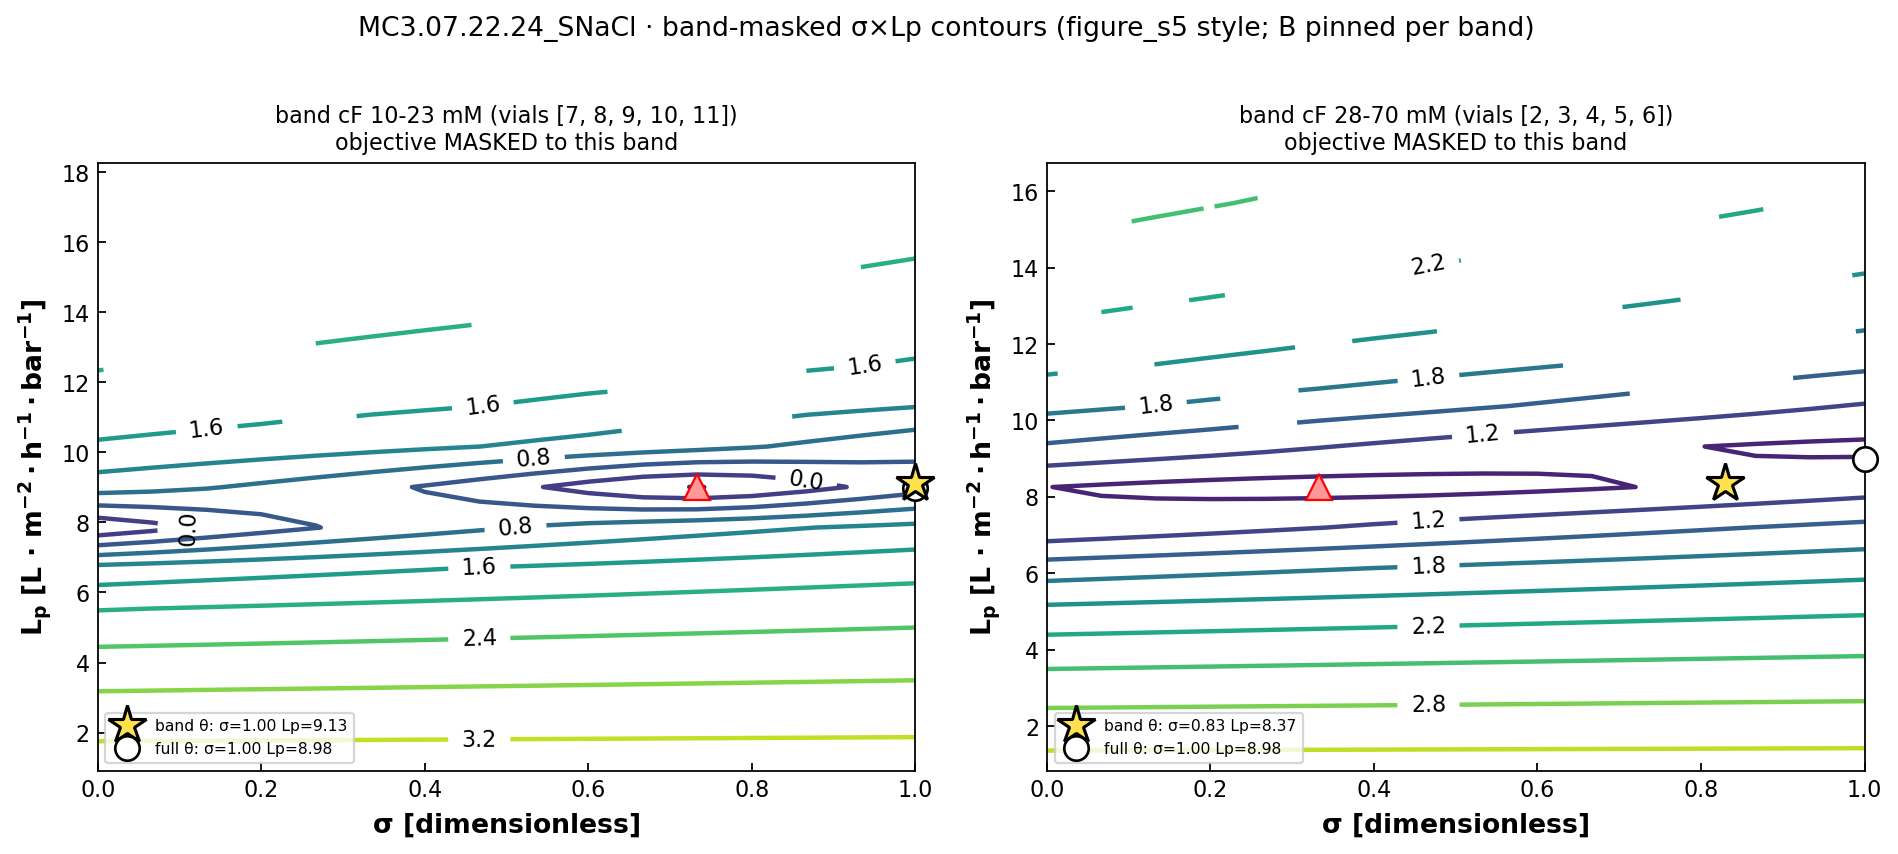 MC3.07.22.24_SNaCl · band-masked σ×Lp contours (figure_s5 style; B pinned per band)
band cF 10-23 mM (vials [7, 8, 9, 10, 11])
objective MASKED to this band
18
16
14
12
10
8
6
4
2
Lp [L · m⁻² · h⁻¹ · bar⁻¹]
1.6
1.6
1.6
0.8
0.0
0.0
0.8
1.6
2.4
3.2
band θ: σ=1.00 Lp=9.13
full θ: σ=1.00 Lp=8.98
0.0 0.2 0.4 0.6 0.8 1.0
σ [dimensionless]
band cF 28-70 mM (vials [2, 3, 4, 5, 6])
objective MASKED to this band
16
14
12
10
8
6
4
2
Lp [L · m⁻² · h⁻¹ · bar⁻¹]
2.2
1.8
1.8
1.2
1.2
1.8
2.2
2.8
band θ: σ=0.83 Lp=8.37
full θ: σ=1.00 Lp=8.98
0.0 0.2 0.4 0.6 0.8 1.0
σ [dimensionless]